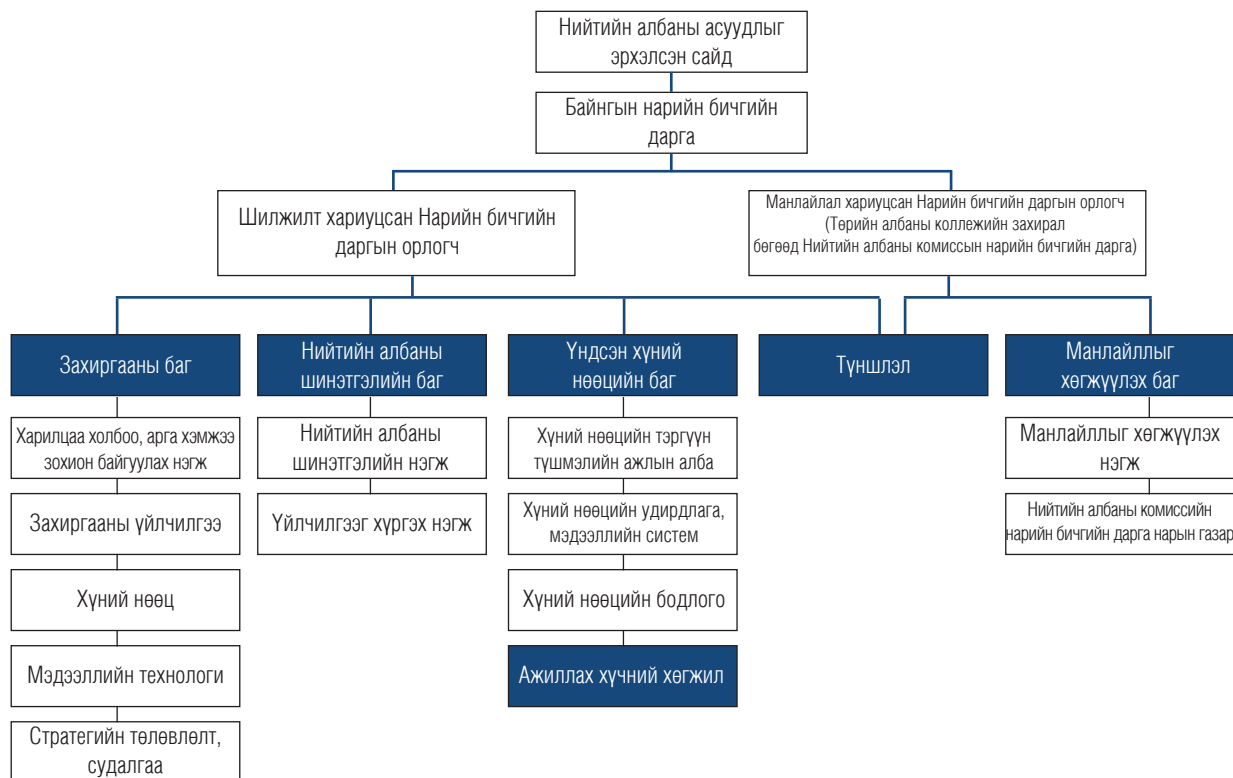 Нийтийн албаны асуудлыг
эрхэлсэн сайд
Байнгын нарийн бичгийн
дарга
Шилжилт хариуцсан Нарийн бичгийн
даргын орлогч
Манлайлал хариуцсан Нарийн бичгийн даргын орлогч
(Төрийн албаны коллежийн захирал
бөгөөд Нийтийн албаны комиссын нарийн бичгийн дарга)
Захиргааны баг
Нийтийн албаны
шинэтгэлийн баг
Үндсэн хүний
нөөцийн баг
Түншлэл
Манлайллыг
хөгжүүлэх баг
Харилцаа холбоо, арга хэмжээ
зохион байгуулах нэгж
Захиргааны үйлчилгээ
Хүний нөөц
Мэдээллийн технологи
Стратегийн төлөвлөлт,
судалгаа
Нийтийн албаны
шинэтгэлийн нэгж
Үйлчилгээг хүргэх нэгж
Хүний нөөцийн тэргүүн
түшмэлийн ажлын алба
Хүний нөөцийн удирдлага,
мэдээллийн систем
Хүний нөөцийн бодлого
Ажиллах хүчний хөгжил
Манлайллыг хөгжүүлэх
нэгж
Нийтийн албаны комиссийн
нарийн бичгийн дарга нарын газар